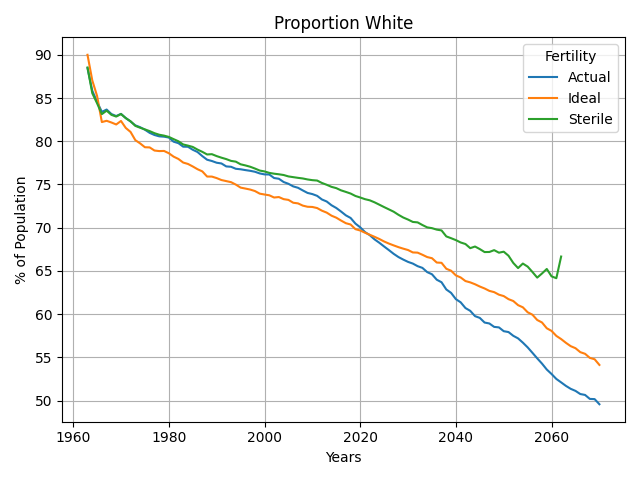 Proportion White
Fertility
Actual
Ideal
Sterile
% of Population
90
85
80
75
70
65
60
55
50
1960
1980
2000
2020
2040
2060
Years